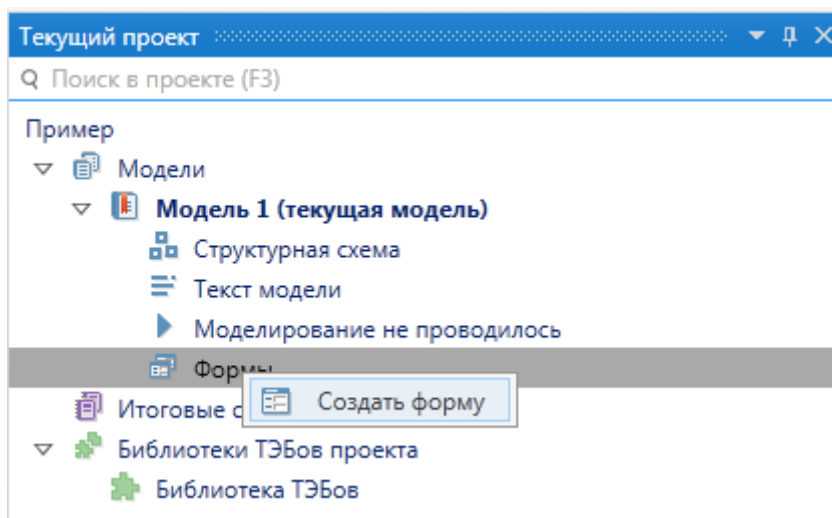 Текущий проект
Поиск в проекте (F3)
Пример
Модели
Модель 1 (текущая модель)
Структурная схема
Текст модели
Моделирование не проводилось
Формы
Создать форму
Итоговые
Библиотеки ТЭБов проекта
Библиотека ТЭБов